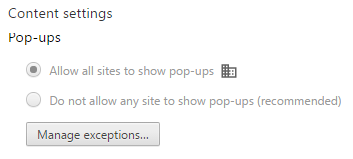 Content settings
Pop-ups
Allow all sites to show pop-ups
Do not allow any site to show pop-ups (recommended)
Manage exceptions...